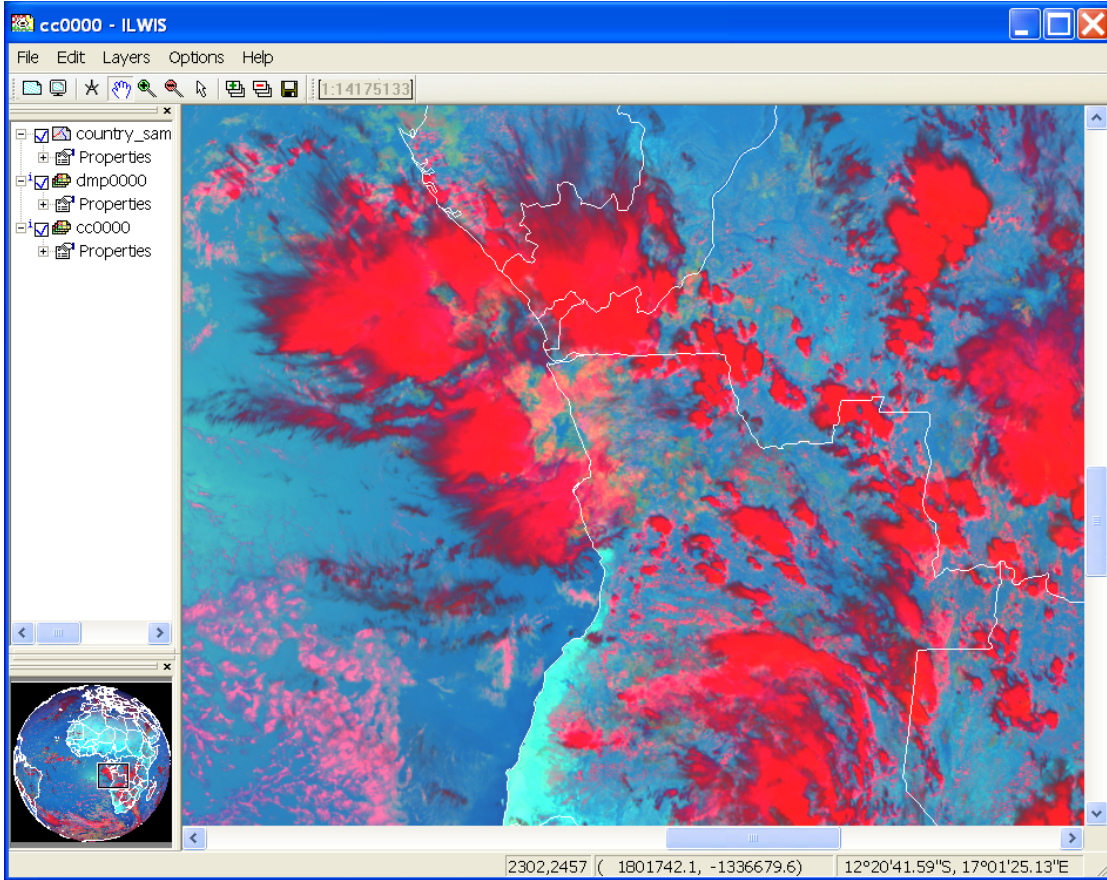 cc0000 - ILWIS
File Edit Layers Options Help
1:14175133
country_sam
Properties
dmp0000
Properties
cc0000
Properties
2302,2457 ( 1801742.1, -1336679.6) 12°20'41.59"S, 17°01'25.13"E